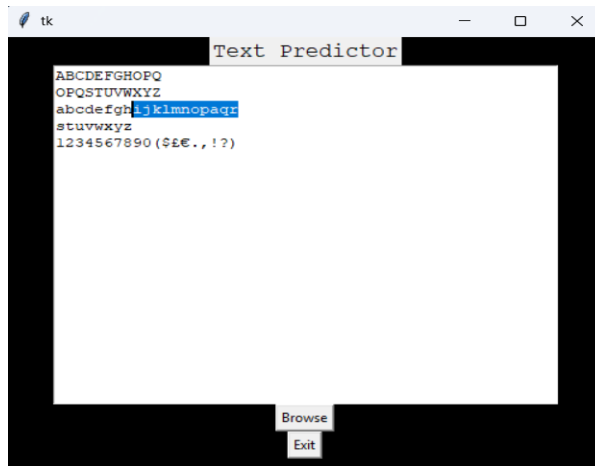 tk
Text Predictor
ABCDEFGHOPQ
OPQSTUVWXYZ
abcdefghijklmnopaqr
stuvwxyz
1234567890($£€.,!?)
Browse
Exit